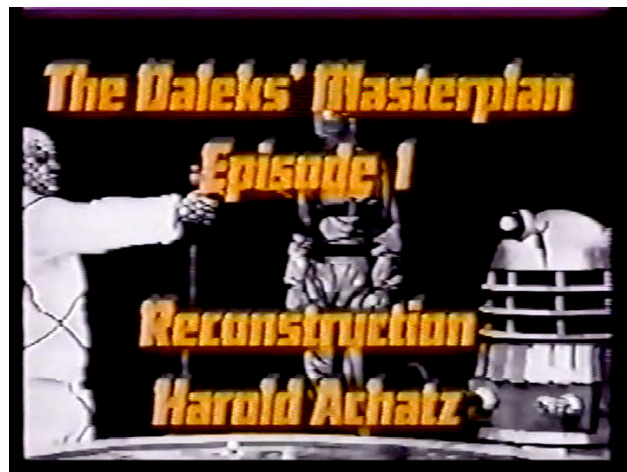 The Daleks' Masterplan
Episode 1
Reconstruction
Harold Achatz